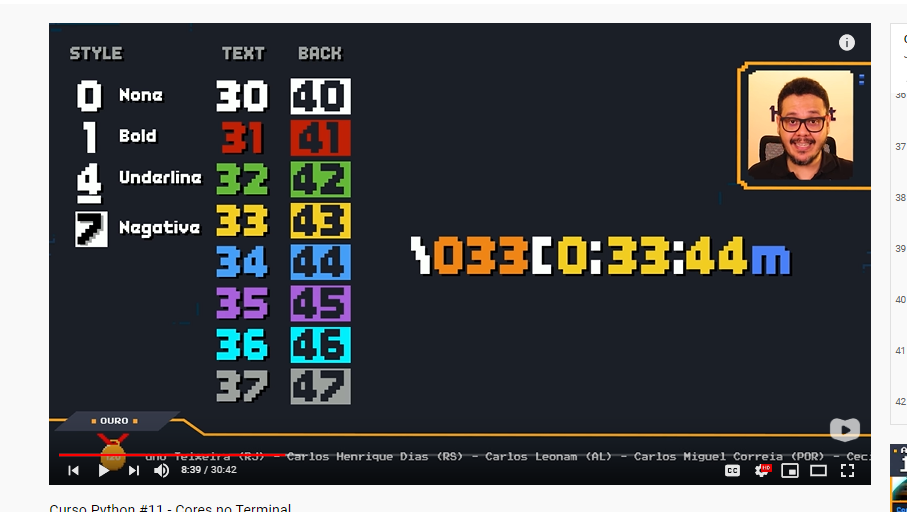 STYLE TEXT BACK
0 None 30 40
1 Bold 31 41
4 Underline 32 42
7 Negative 33 43
34 44
35 45
36 46
37 47
\033[0:33:44m
OURO
Teixeira (RJ) - Carlos Henrique Dias (RS) - Carlos Leonam (AL) - Carlos Miguel Correia (POR) -
8:39 / 30:42
CC
HD
Curso Python #11 - Cores no Terminal
36
37
38
39
40
41
42